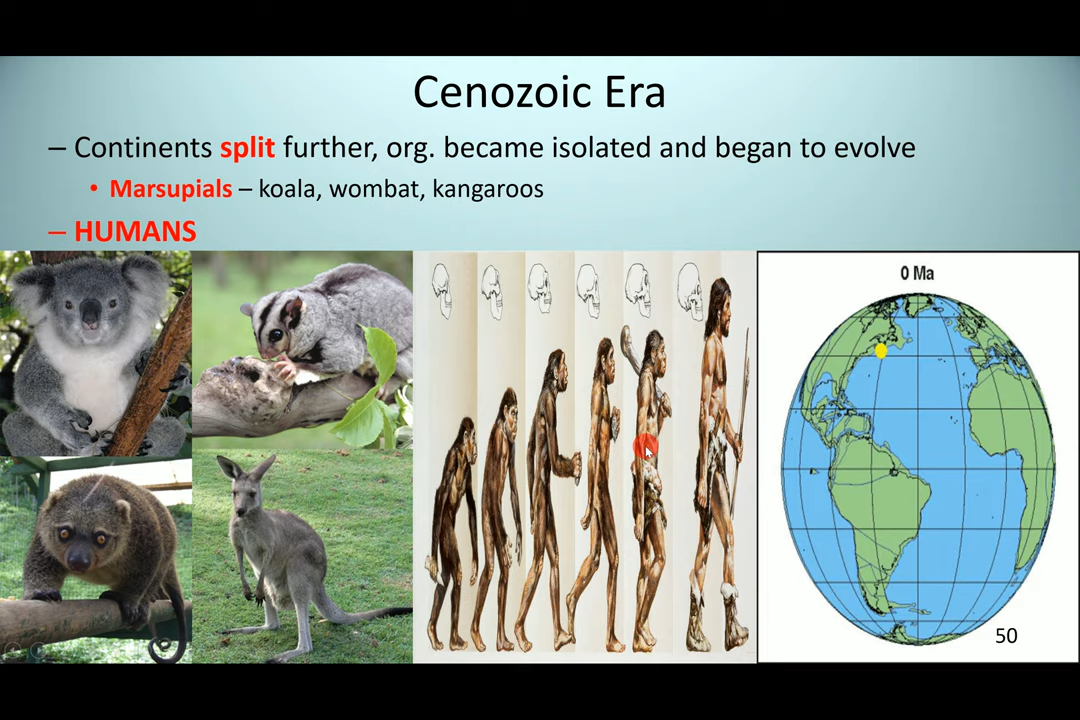 Cenozoic Era
– Continents split further, org. became isolated and began to evolve
• Marsupials – koala, wombat, kangaroos
– HUMANS
0 Ma
50